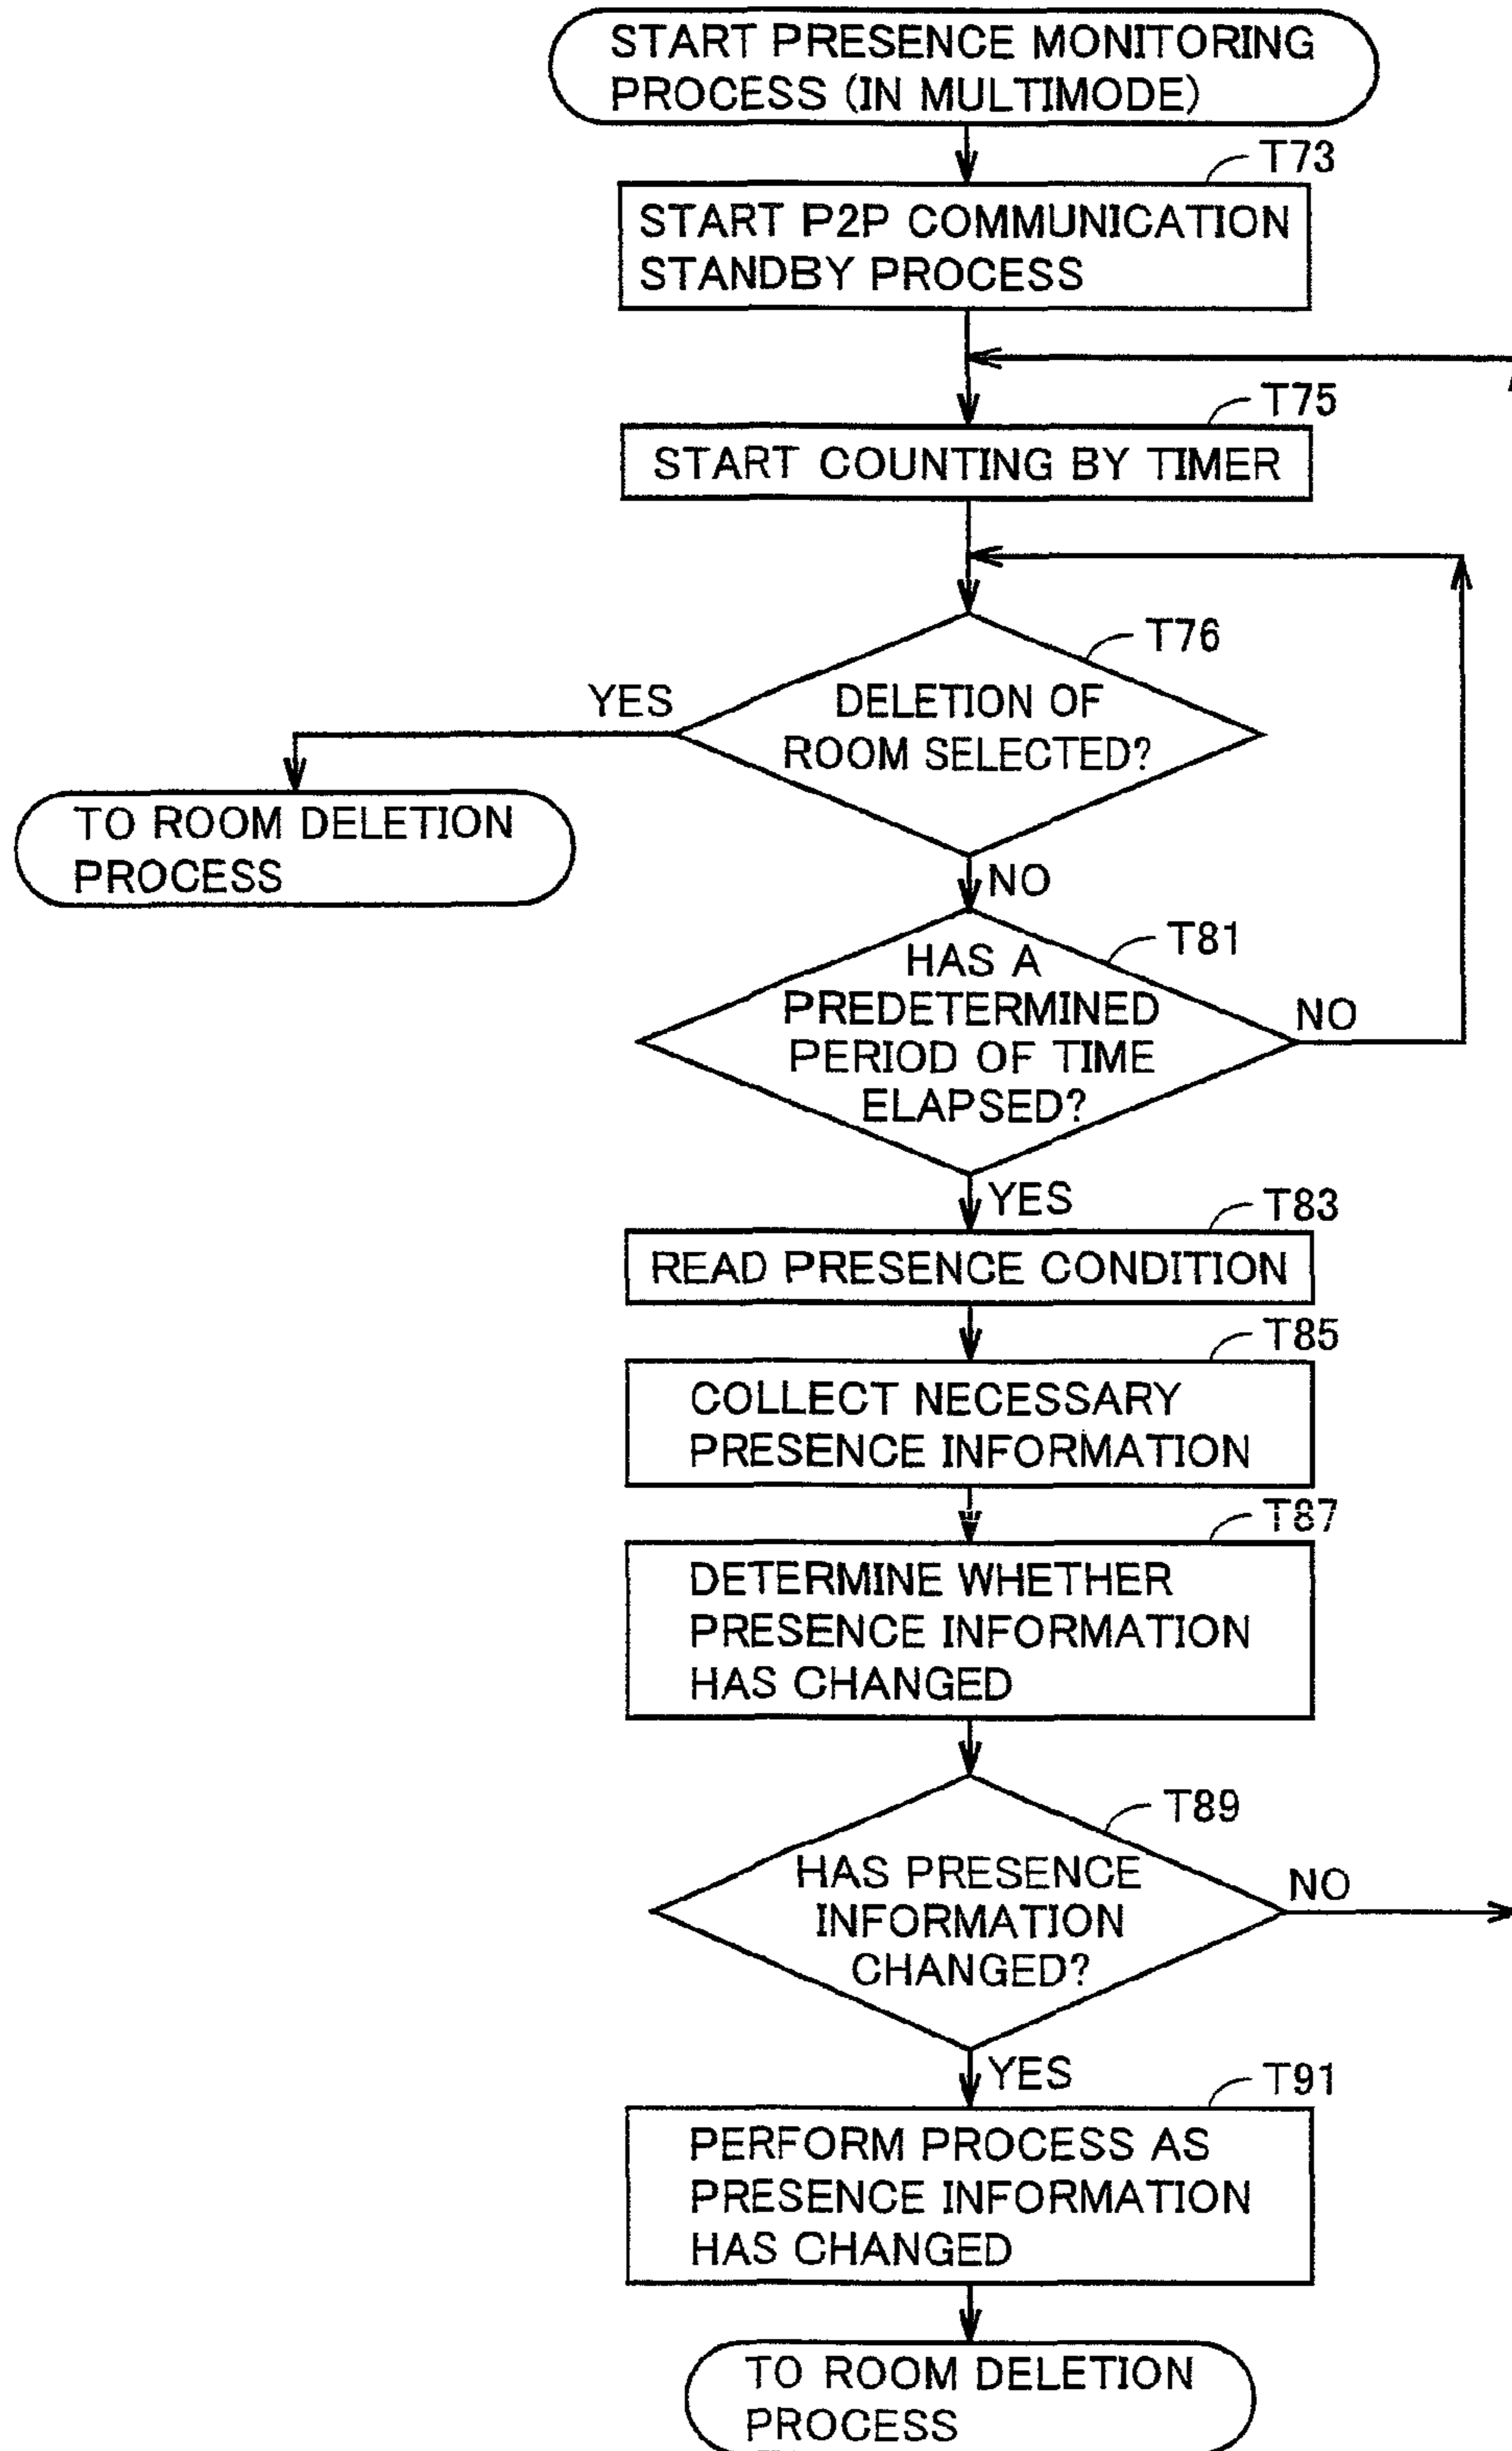 START PRESENCE MONITORING
PROCESS (IN MULTIMODE)
T73
START P2P COMMUNICATION
STANDBY PROCESS
T75
START COUNTING BY TIMER
T76
YES
DELETION OF
ROOM SELECTED?
TO ROOM DELETION
PROCESS
NO
T81
HAS A
PREDETERMINED
PERIOD OF TIME
ELAPSED?
NO
YES
T83
READ PRESENCE CONDITION
T85
COLLECT NECESSARY
PRESENCE INFORMATION
T87
DETERMINE WHETHER
PRESENCE INFORMATION
HAS CHANGED
T89
HAS PRESENCE
INFORMATION
CHANGED?
NO
YES
T91
PERFORM PROCESS AS
PRESENCE INFORMATION
HAS CHANGED
TO ROOM DELETION
PROCESS